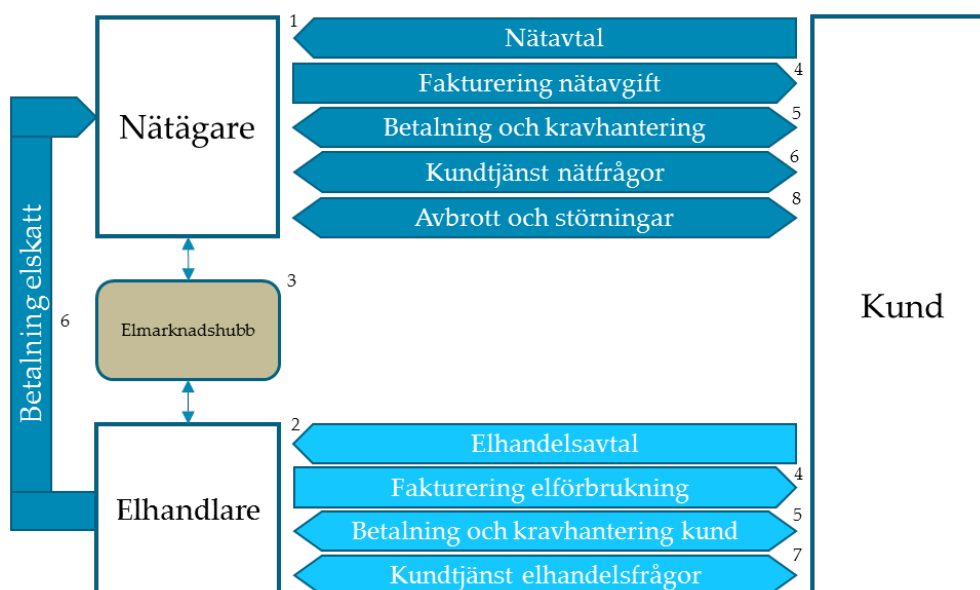 1
Nätavtal
4
Fakturering nätavgift
Nätägare
5
Betalning och kravhantering
6
Kundtjänst nätfrågor
8
Avbrott och störningar
3
Elmarknadshubb
Kund
Betalning elskatt
6
2
Elhandelsavtal
4
Fakturering elförbrukning
Elhandlare
5
Betalning och kravhantering kund
7
Kundtjänst elhandelsfrågor